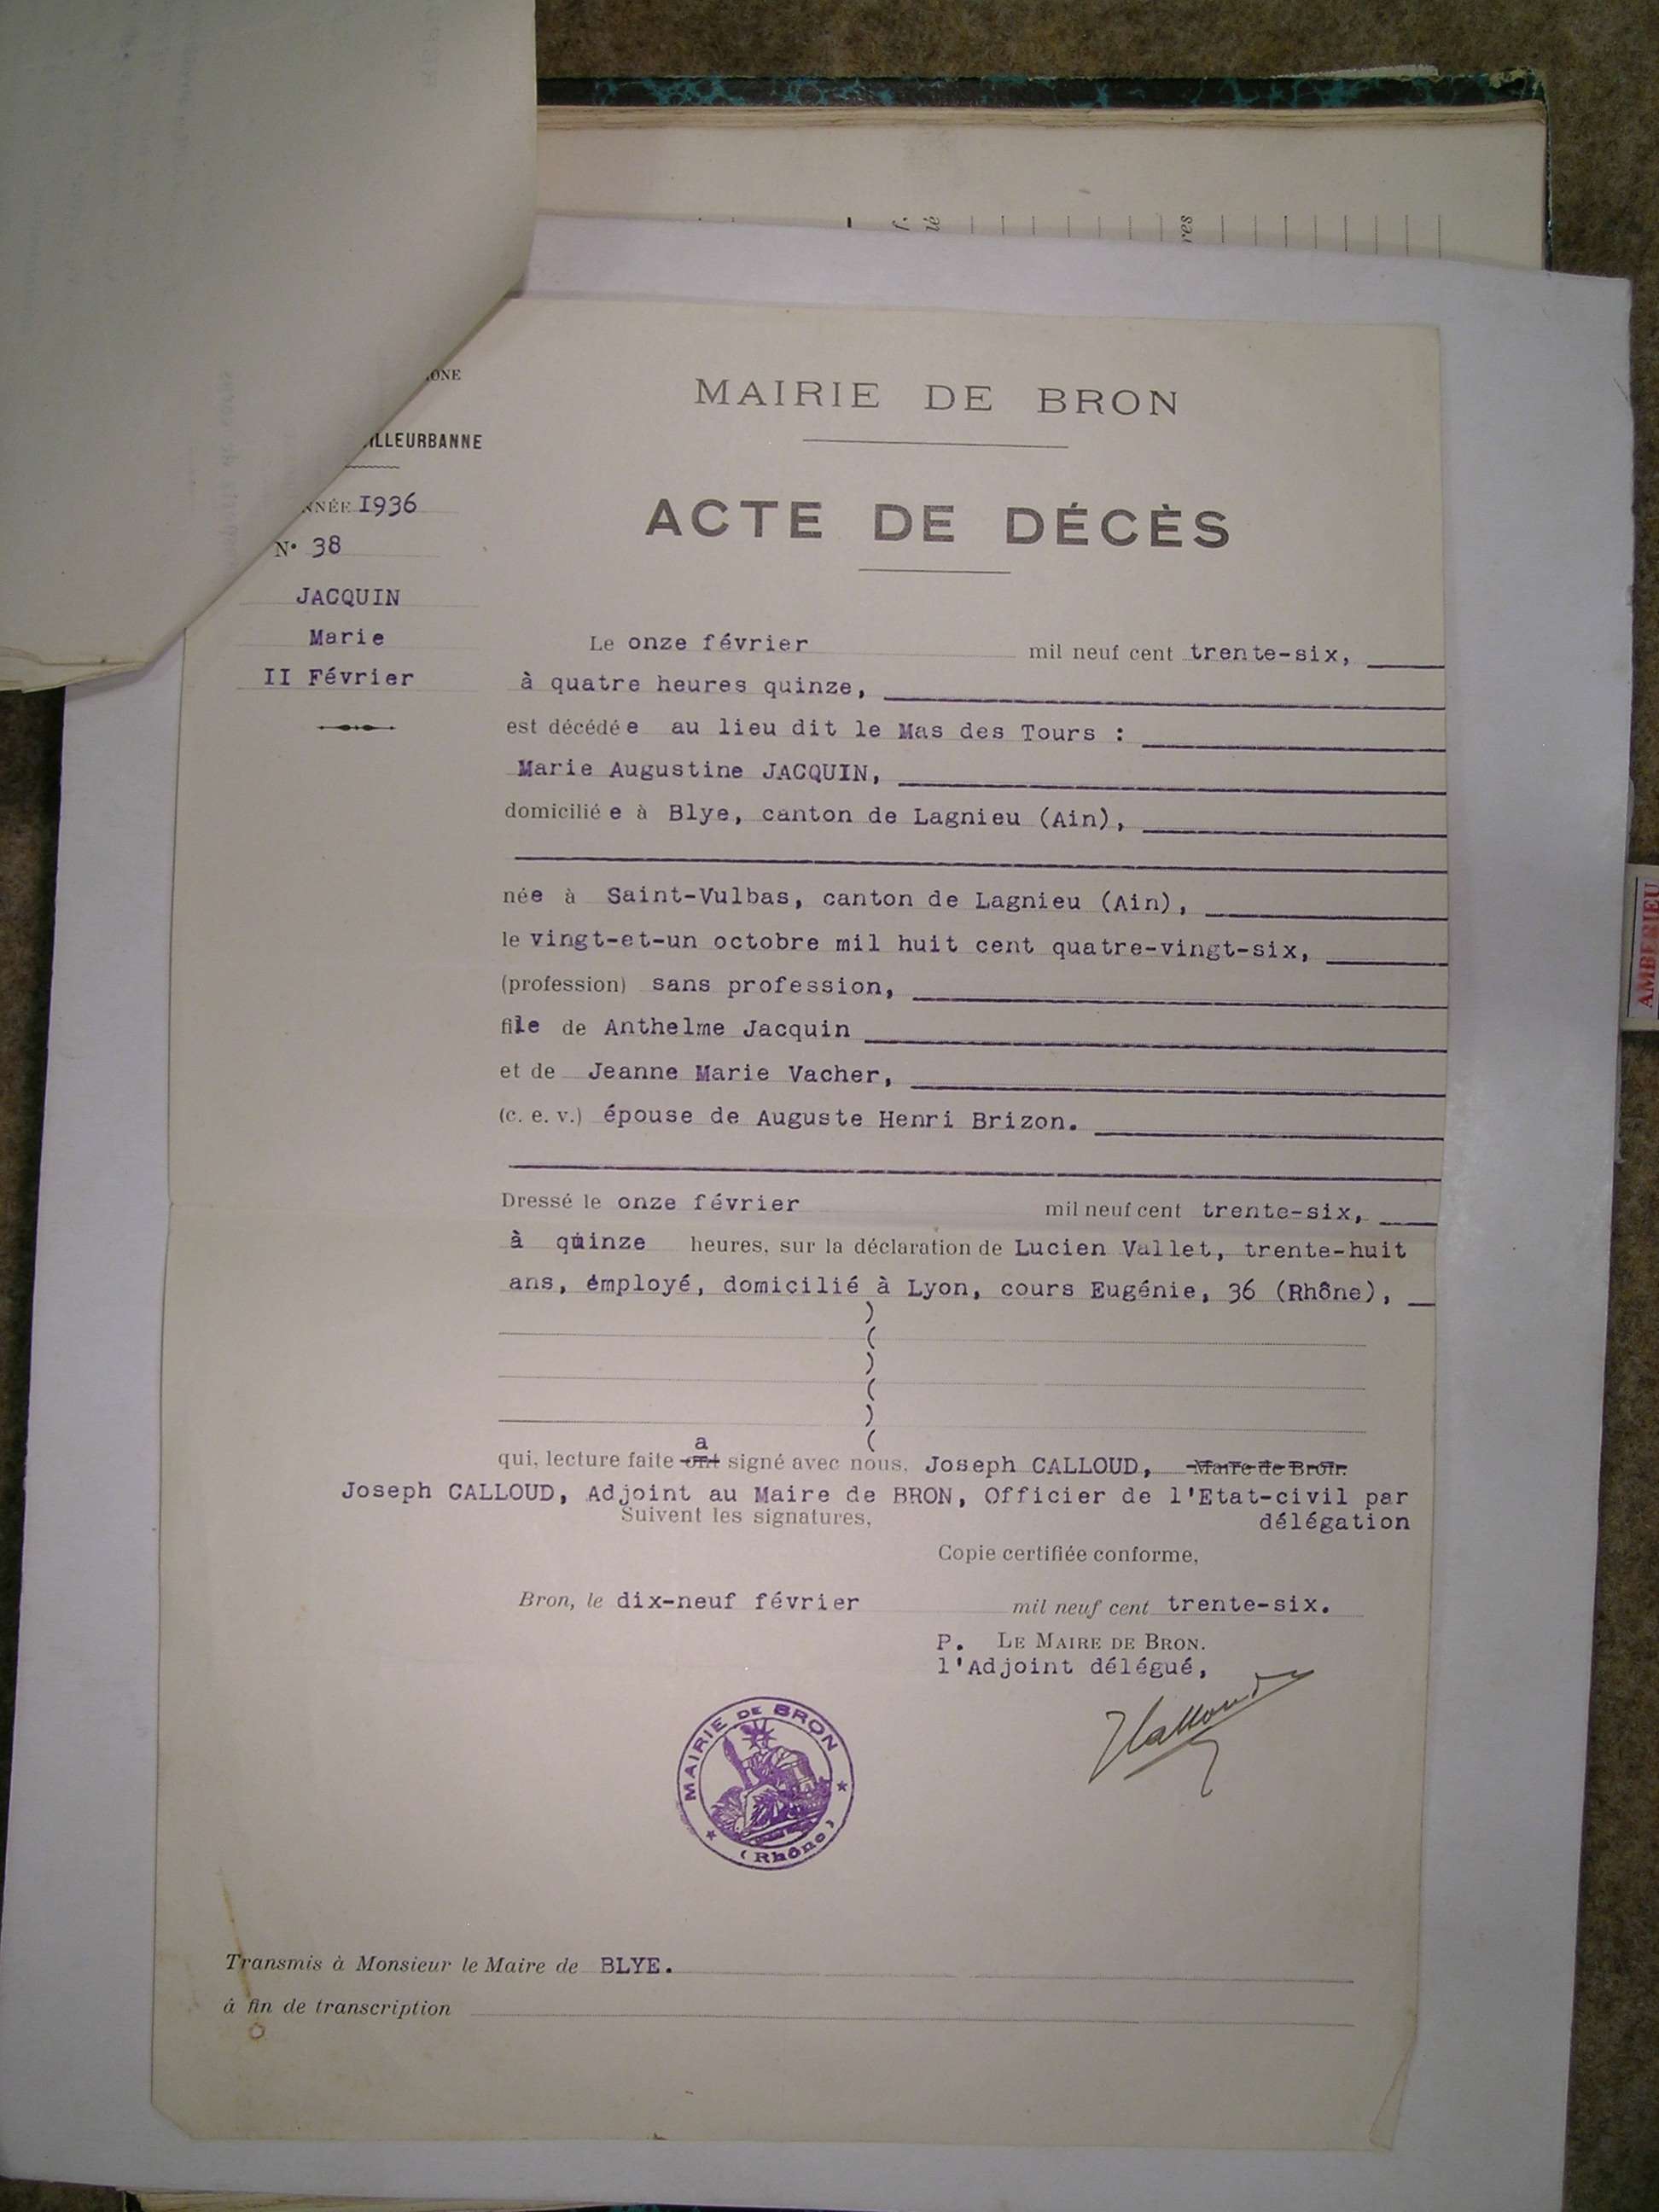 MAIRIE DE BRON
ACTE DE DÉCÈS
1936
N° 38
JACQUIN
Marie
II Février
Le onze février mil neuf cent trente-six,
à quatre heures quinze,
est décédée au lieu dit le Mas des Tours :
Marie Augustine JACQUIN,
domiciliée à Blye, canton de Lagnieu (Ain),
née à Saint-Vulbas, canton de Lagnieu (Ain),
le vingt-et-un octobre mil huit cent quatre-vingt-six,
(profession) sans profession,
file de Anthelme Jacquin
et de Jeanne Marie Vacher,
(c. e. v.) épouse de Auguste Henri Brizon.
Dressé le onze février mil neuf cent trente-six,
à quinze heures, sur la déclaration de Lucien Vallet, trente-huit
ans, émployé, domicilié à Lyon, cours Eugénie, 36 (Rhône),
a
qui, lecture faite ont signé avec nous, Joseph CALLOUD, Maire de Bron.
Joseph CALLOUD, Adjoint au Maire de BRON, Officier de l'Etat-civil par
Suivent les signatures, délégation
Copie certifiée conforme,
Bron, le dix-neuf février mil neuf cent trente-six.
P. LE MAIRE DE BRON.
l'Adjoint délégué,
JCalloud
MAIRIE DE BRON
(Rhône)
Transmis à Monsieur le Maire de BLYE.
à fin de transcription
AMBERIEU